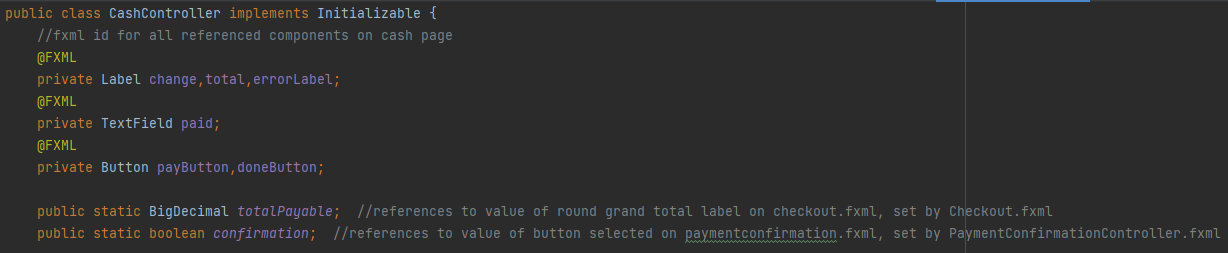 public class CashController implements Initializable {
//fxml id for all referenced components on cash page
@FXML
private Label change,total,errorLabel;
@FXML
private TextField paid;
@FXML
private Button payButton,doneButton;
public static BigDecimal totalPayable;  //references to value of round grand total label on checkout.fxml, set by Checkout.fxml
public static boolean confirmation;  //references to value of button selected on paymentconfirmation.fxml, set by PaymentConfirmationController.fxml